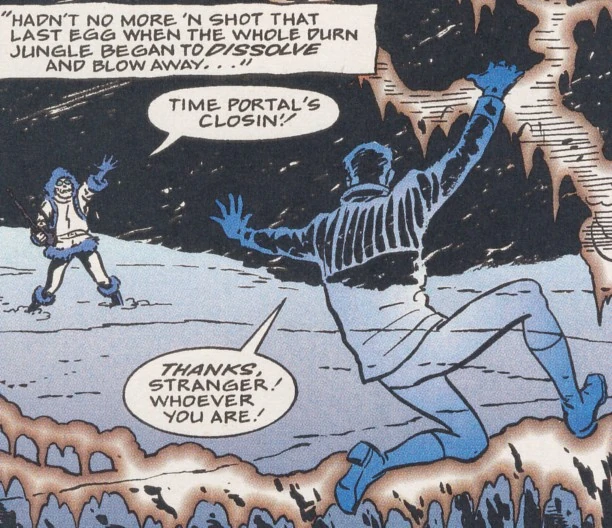 "HADN'T NO MORE 'N SHOT THAT
LAST EGG WHEN THE WHOLE DURN
JUNGLE BEGAN TO DISSOLVE
AND BLOW AWAY..."
TIME PORTAL'S
CLOSIN'!
THANKS,
STRANGER!
WHOEVER
YOU ARE!